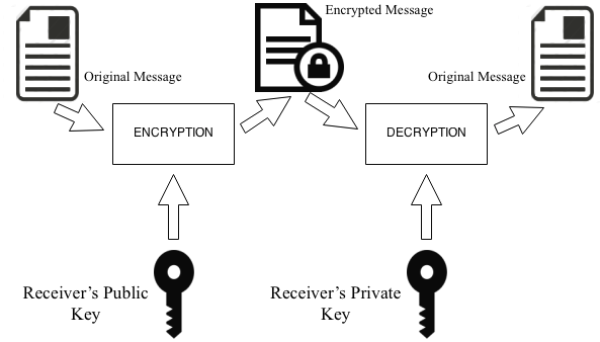 Encrypted Message
Original Message
Original Message
ENCRYPTION
DECRYPTION
Receiver's Public
Key
Receiver's Private
Key